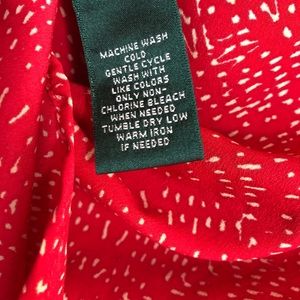 MACHINE WASH
COLD
GENTLE CYCLE
WASH WITH
LIKE COLORS
ONLY NON-
CHLORINE BLEACH
WHEN NEEDED
TUMBLE DRY LOW
WARM IRON
IF NEEDED